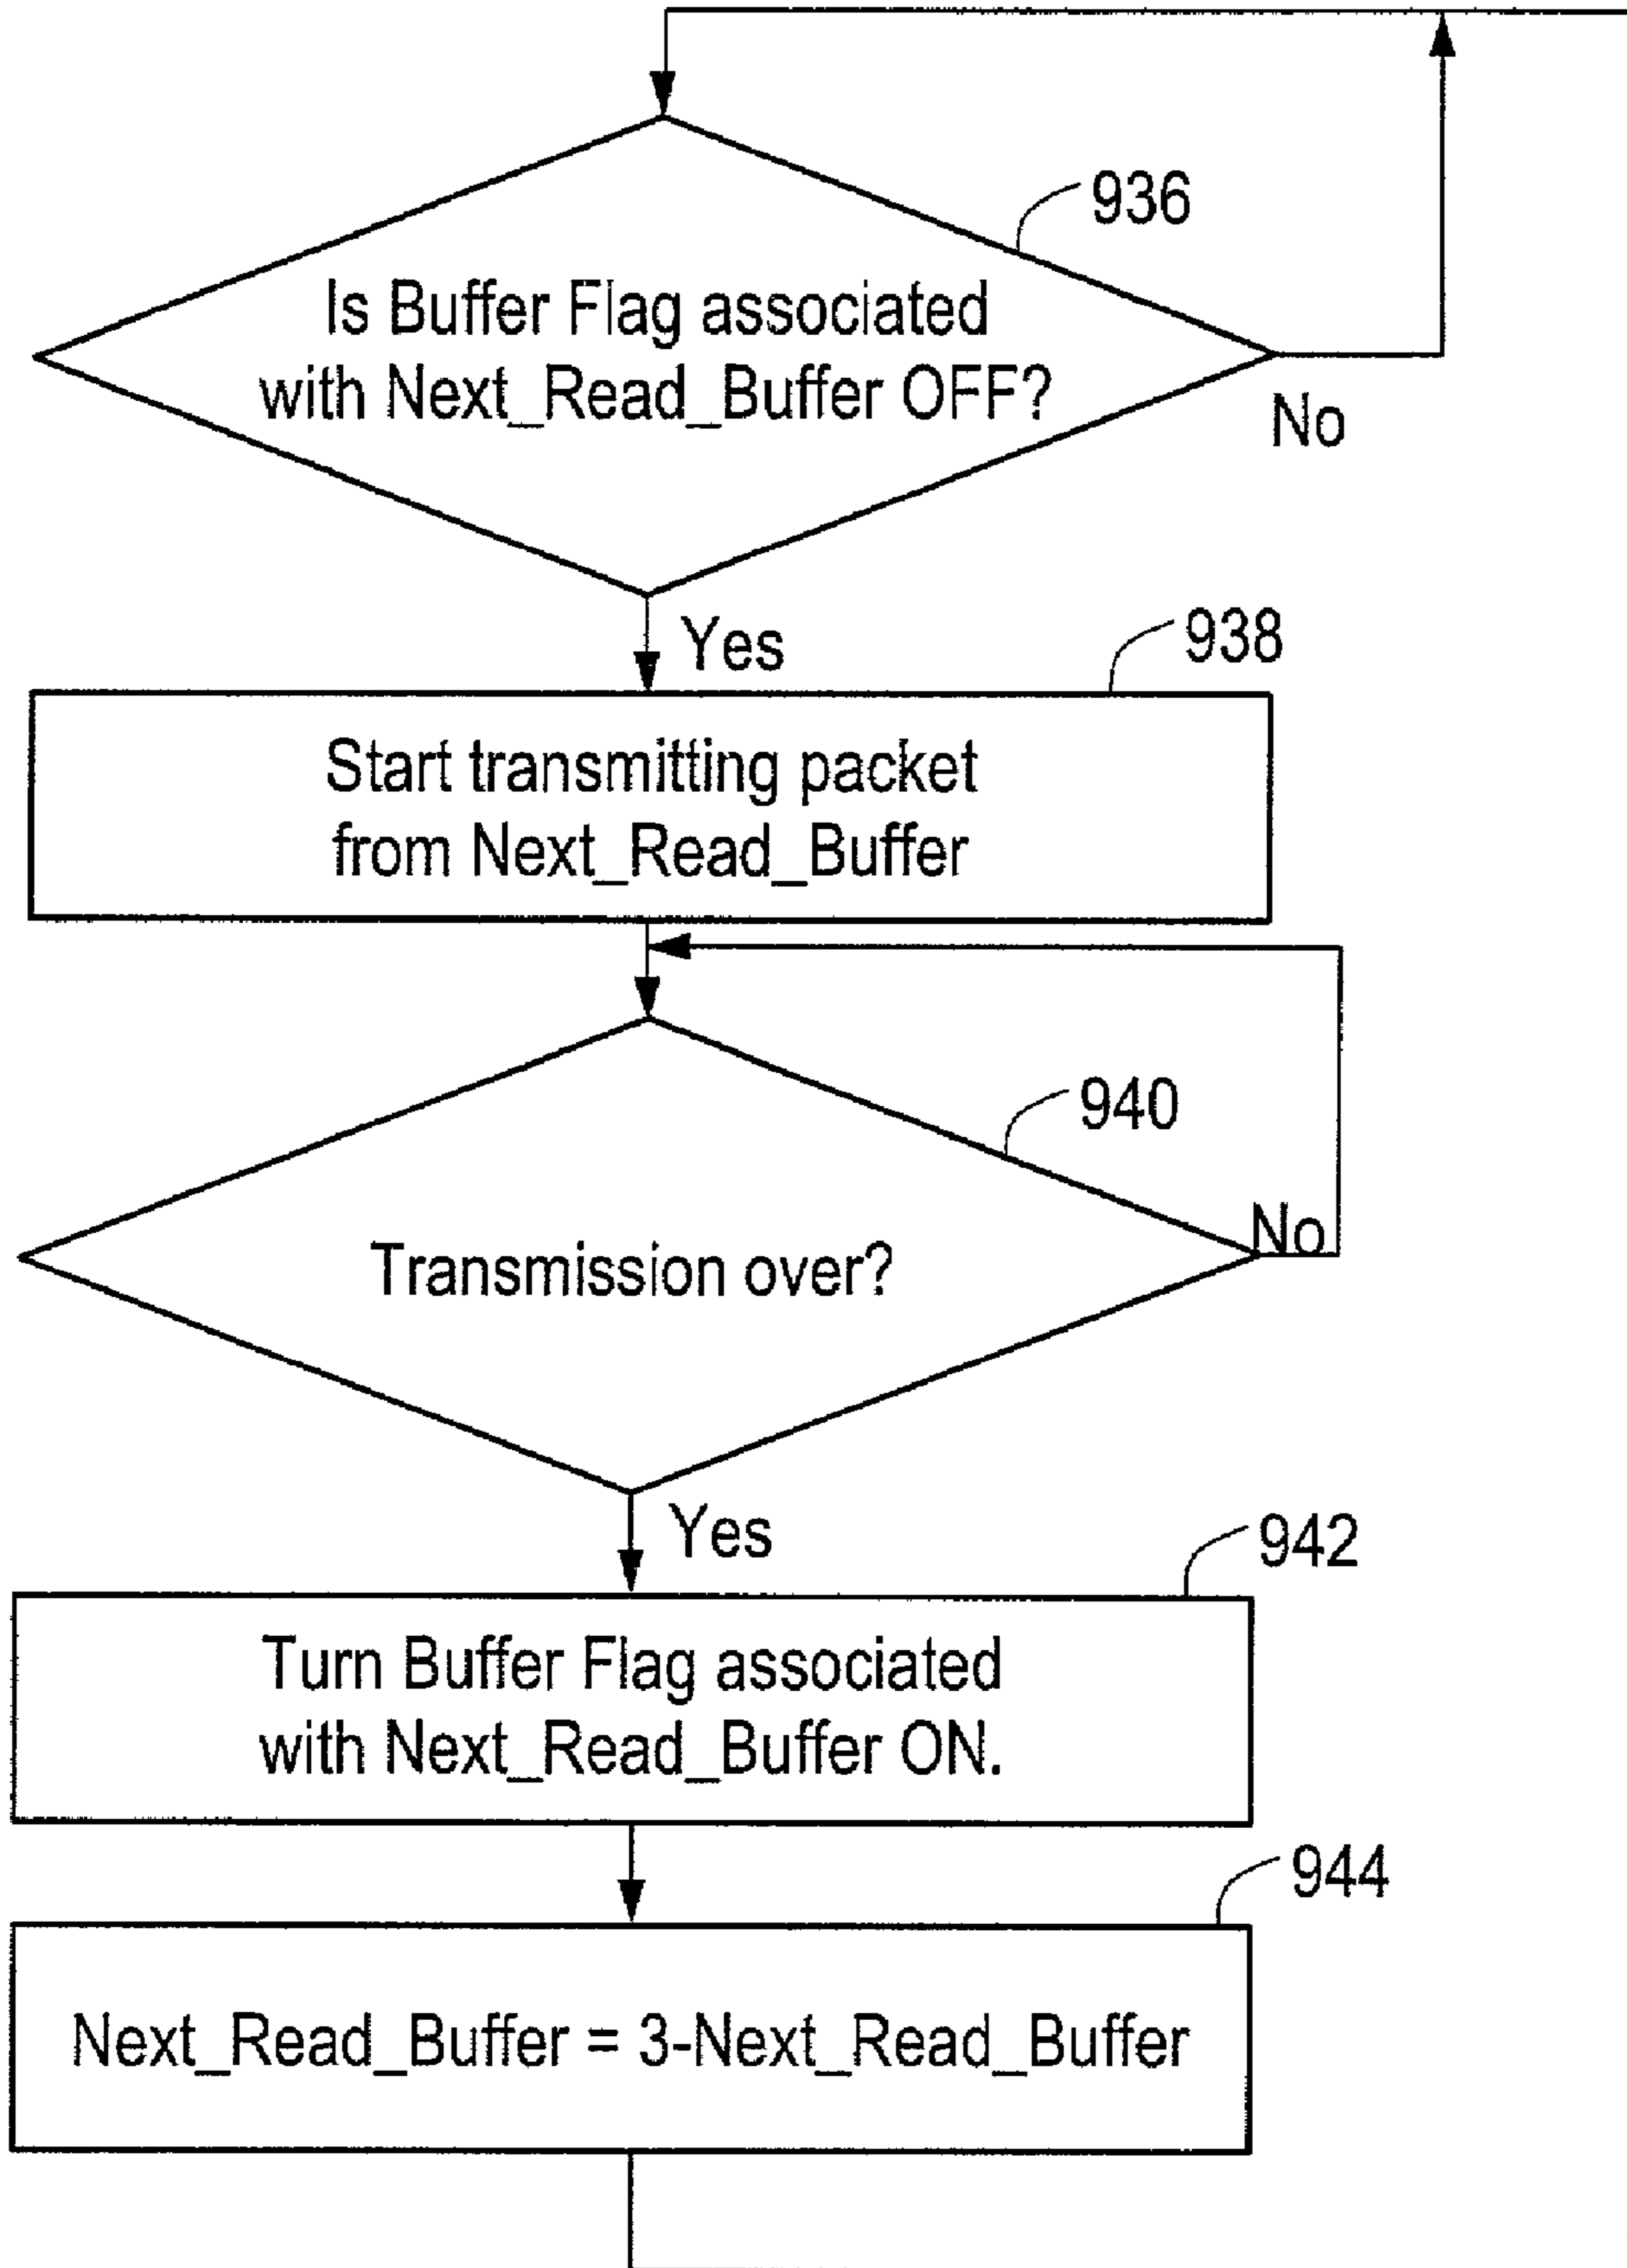 936
Is Buffer Flag associated
with Next_Read_Buffer OFF?
No
Yes
938
Start transmitting packet
from Next_Read_Buffer
940
No
Transmission over?
Yes
942
Turn Buffer Flag associated
with Next_Read_Buffer ON.
944
Next_Read_Buffer = 3-Next_Read_Buffer